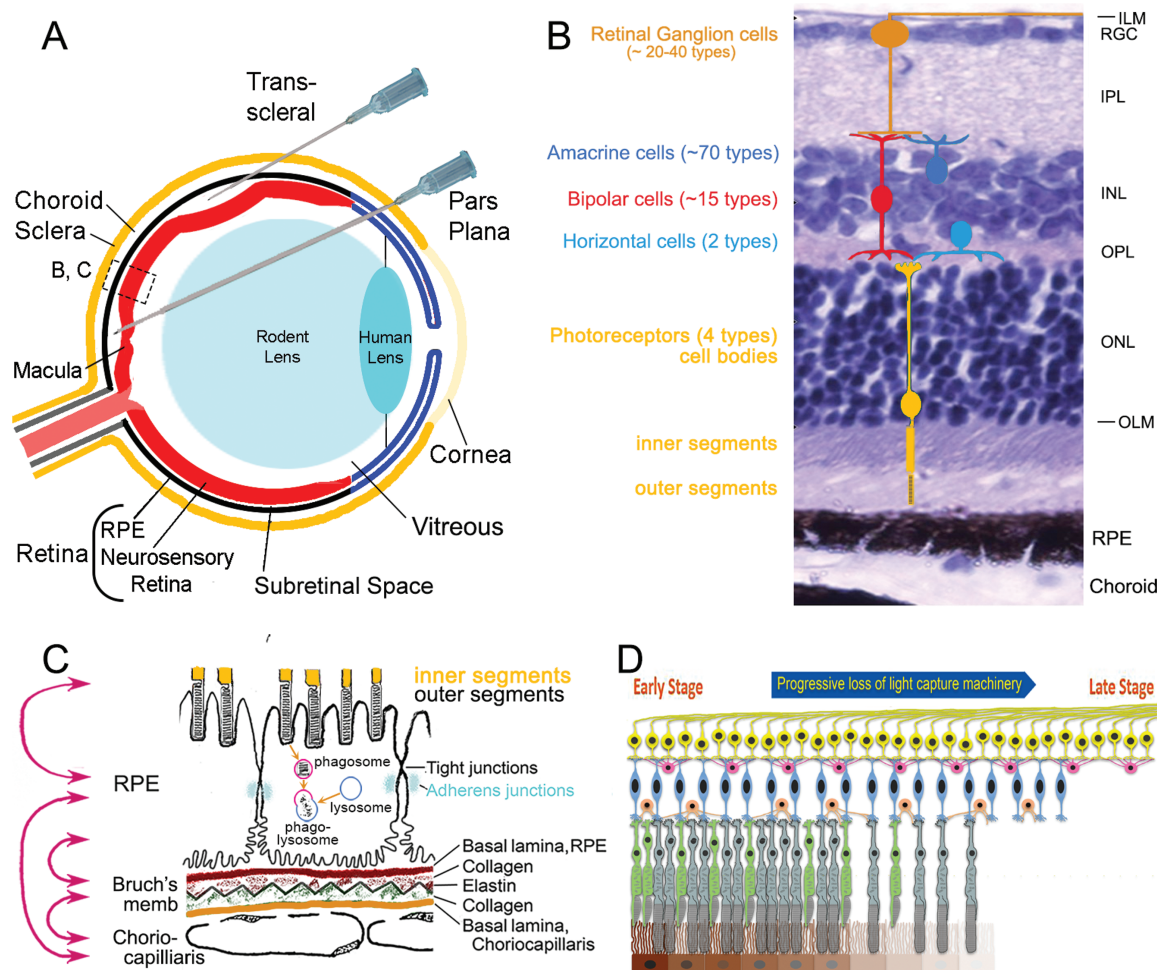 A
Trans-
scleral
Choroid
Sclera
B, C
Pars
Plana
Rodent
Lens
Human
Lens
Macula
Cornea
Vitreous
Retina
RPE
Neurosensory
Retina
Subretinal Space
B
Retinal Ganglion cells
(~ 20-40 types)
Amacrine cells (~70 types)
Bipolar cells (~15 types)
Horizontal cells (2 types)
Photoreceptors (4 types)
cell bodies
inner segments
outer segments
ILM
RGC
IPL
INL
OPL
ONL
OLM
RPE
Choroid
C
inner segments
outer segments
phagosome
lysosome
phago-
lysosome
Tight junctions
Adherens junctions
RPE
Basal lamina, RPE
Collagen
Elastin
Collagen
Basal lamina,
Choriocapillaris
Bruch's
memb
Chorio-
capillaris
D
Early Stage
Progressive loss of light capture machinery
Late Stage